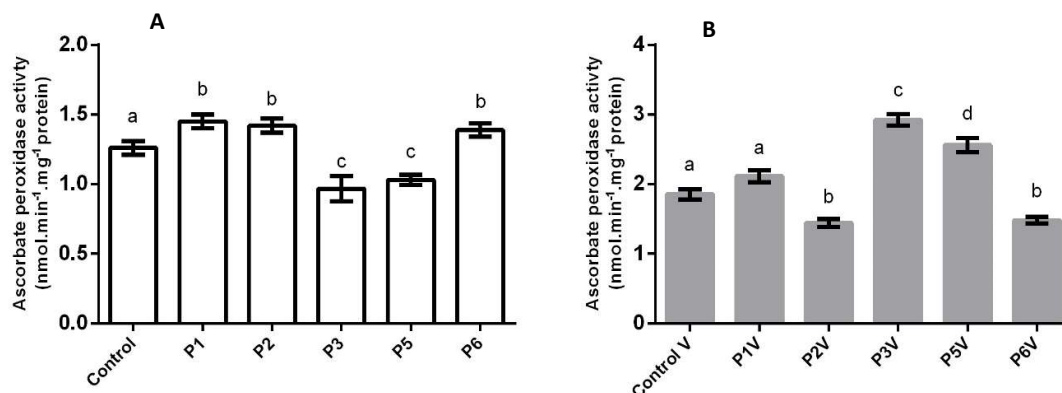 A
Ascorbate peroxidase activty
(nmol.min⁻¹.mg⁻¹ protein)
2.0
1.5
1.0
0.5
0.0
a
b
b
c
c
b
Control
P1
P2
P3
P5
P6
B
Ascorbate peroxidase activty
(nmol.min⁻¹.mg⁻¹ protein)
4
3
2
1
0
a
a
b
c
d
b
Control V
P1V
P2V
P3V
P5V
P6V